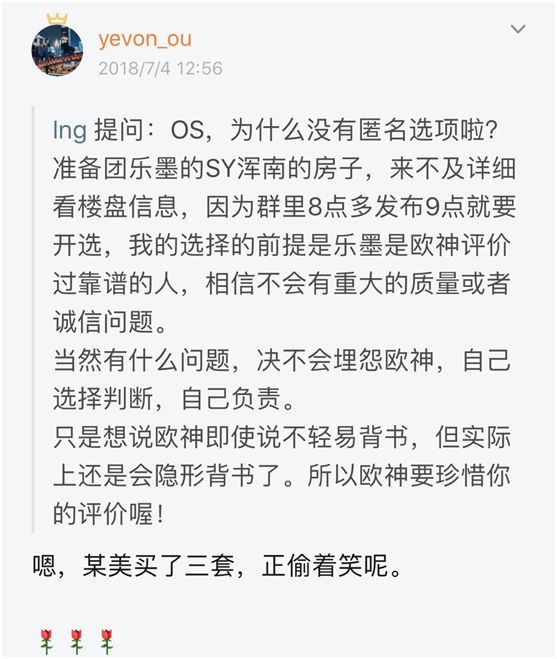 yevon_ou
2018/7/4 12:56
Ing 提问：OS，为什么没有匿名选项啦？
准备团乐墨的SY浑南的房子，来不及详细
看楼盘信息，因为群里8点多发布9点就要
开选，我的选择的前提是乐墨是欧神评价
过靠谱的人，相信不会有重大的质量或者
诚信问题。
当然有什么问题，决不会埋怨欧神，自己
选择判断，自己负责。
只是想说欧神即使说不轻易背书，但实际
上还是会隐形背书了。所以欧神要珍惜你
的评价喔！
嗯，某美买了三套，正偷着笑呢。
🌹🌹🌹